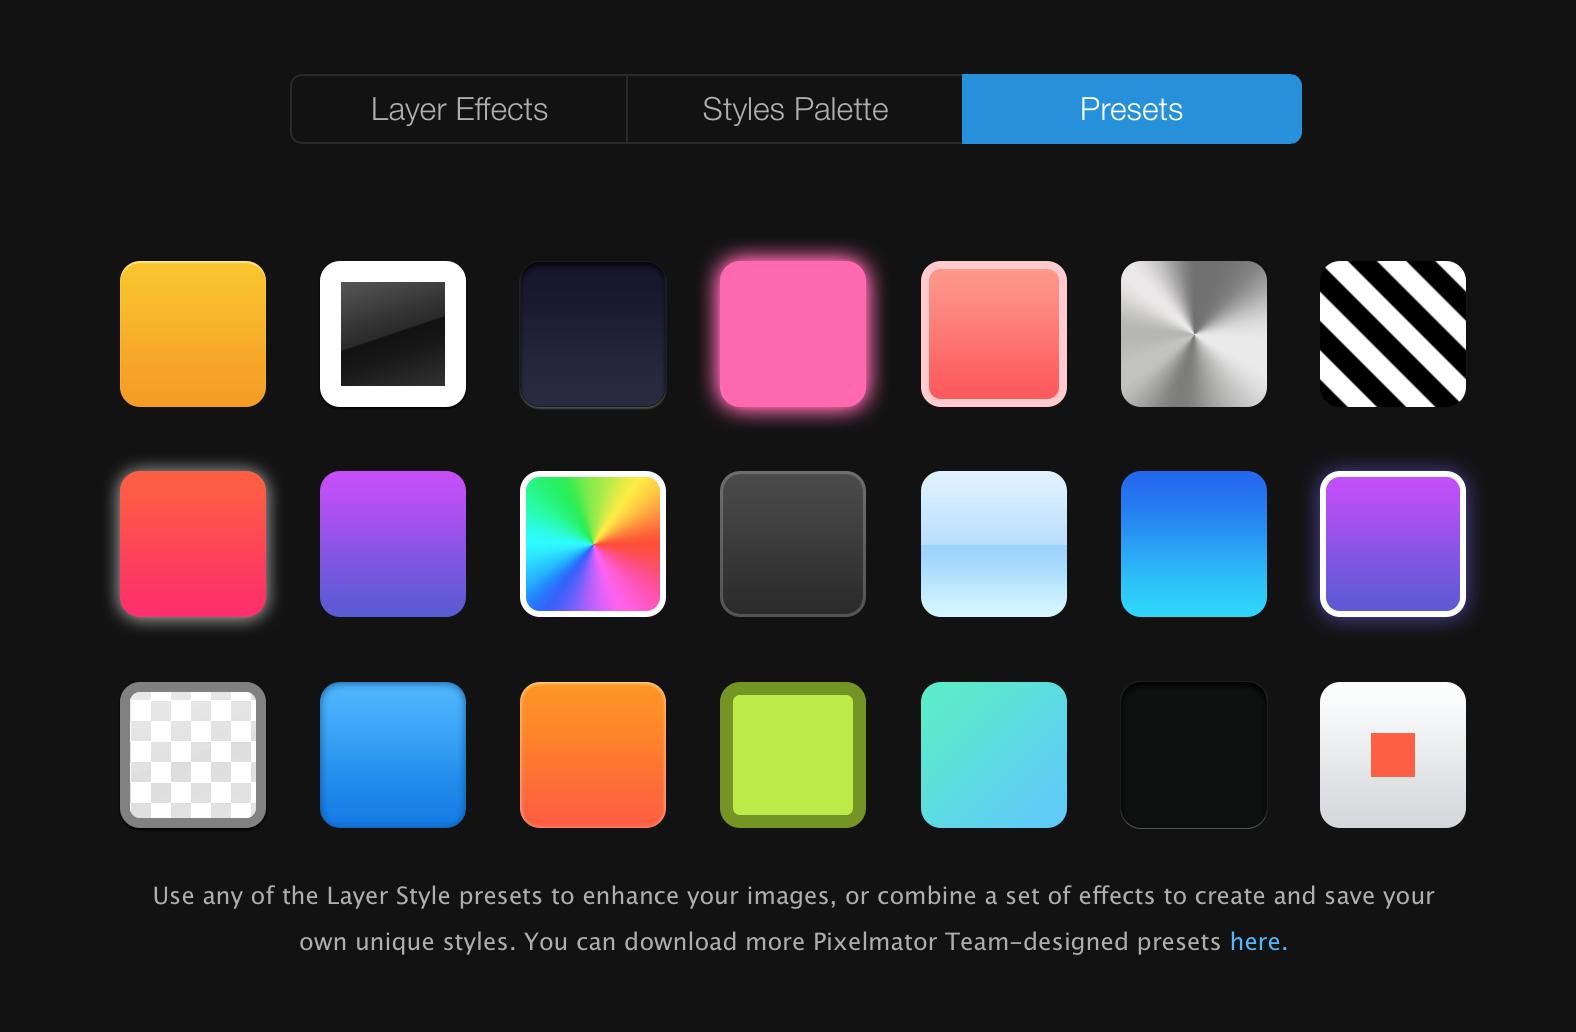 Layer Effects
Styles Palette
Presets
Use any of the Layer Style presets to enhance your images, or combine a set of effects to create and save your
own unique styles. You can download more Pixelmator Team–designed presets here.